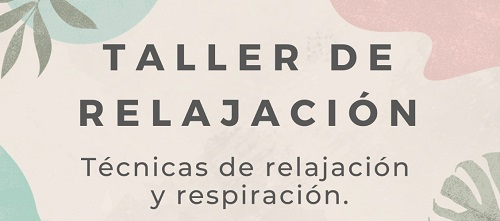 TALLER DE
RELAJACIÓN
Técnicas de relajación
y respiración.